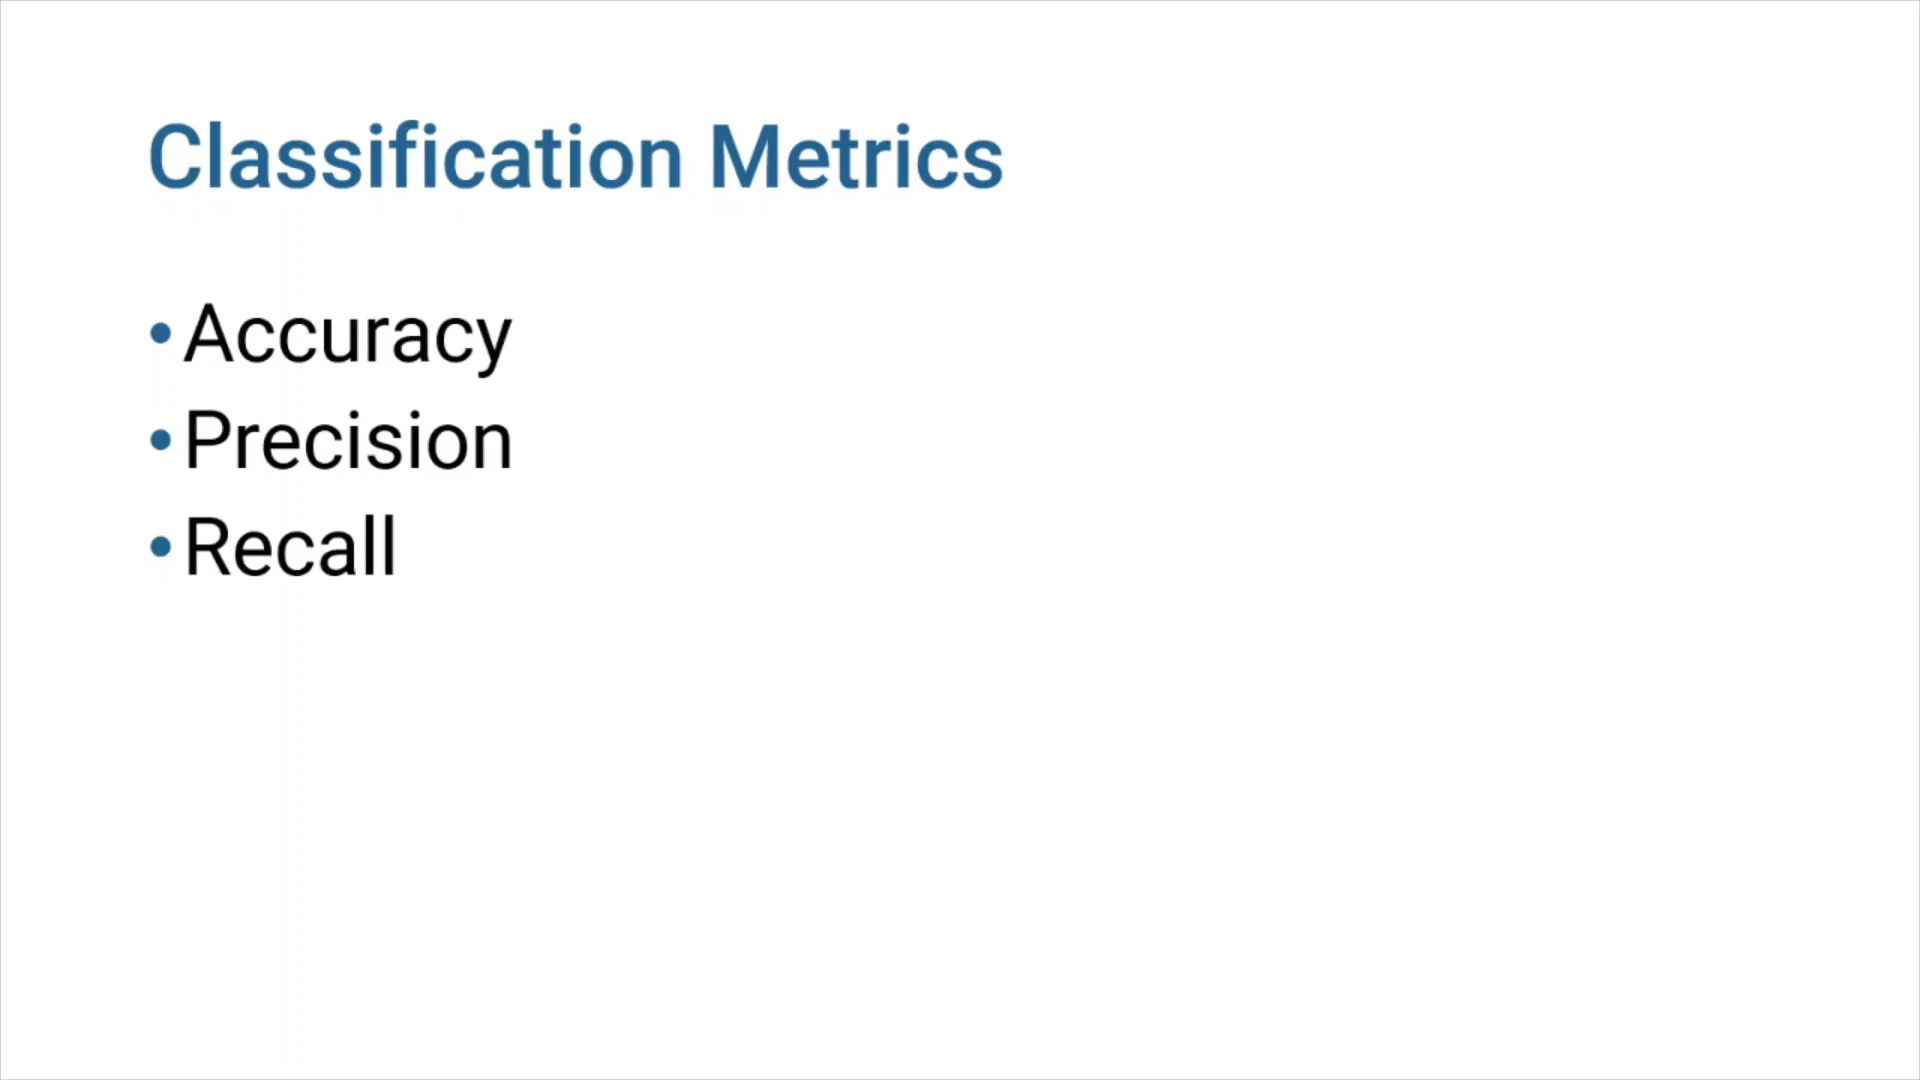 Classification Metrics
• Accuracy
• Precision
• Recall